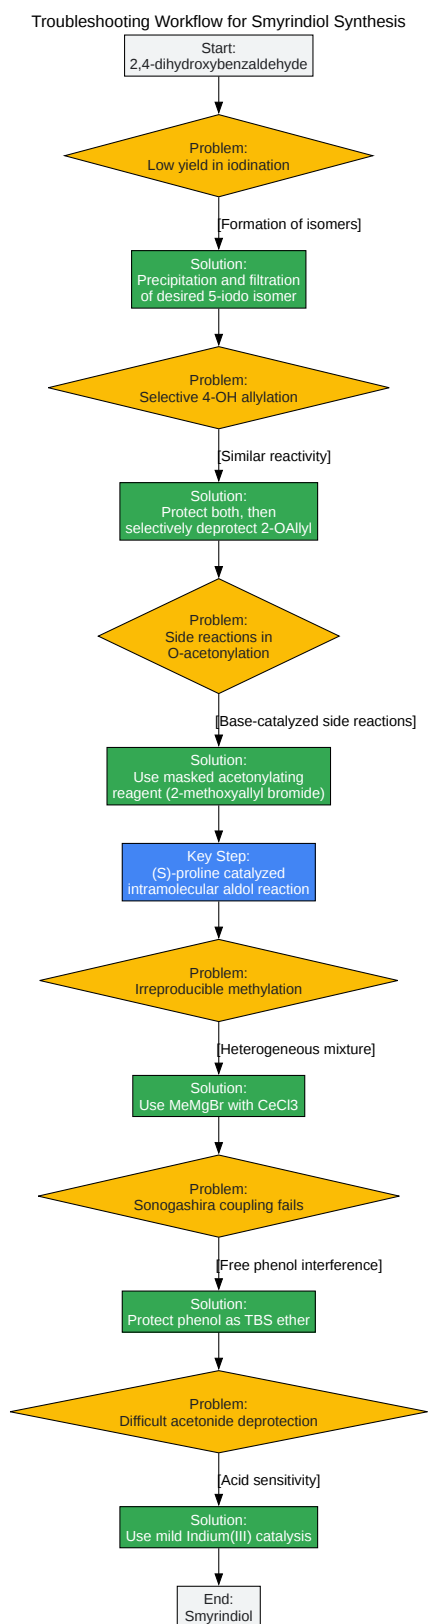 Troubleshooting Workflow for Smyrindiol Synthesis
Start:
2,4-dihydroxybenzaldehyde
Problem:
Low yield in iodination
[Formation of isomers]
Solution:
Precipitation and filtration
of desired 5-iodo isomer
Problem:
Selective 4-OH allylation
[Similar reactivity]
Solution:
Protect both, then
selectively deprotect 2-OAllyl
Problem:
Side reactions in
O-acetonylation
[Base-catalyzed side reactions]
Solution:
Use masked acetonylating
reagent (2-methoxyallyl bromide)
Key Step:
(S)-proline catalyzed
intramolecular aldol reaction
Problem:
Irreproducible methylation
[Heterogeneous mixture]
Solution:
Use MeMgBr with CeCl3
Problem:
Sonogashira coupling fails
[Free phenol interference]
Solution:
Protect phenol as TBS ether
Problem:
Difficult acetonide deprotection
[Acid sensitivity]
Solution:
Use mild Indium(III) catalysis
End:
Smyrindiol